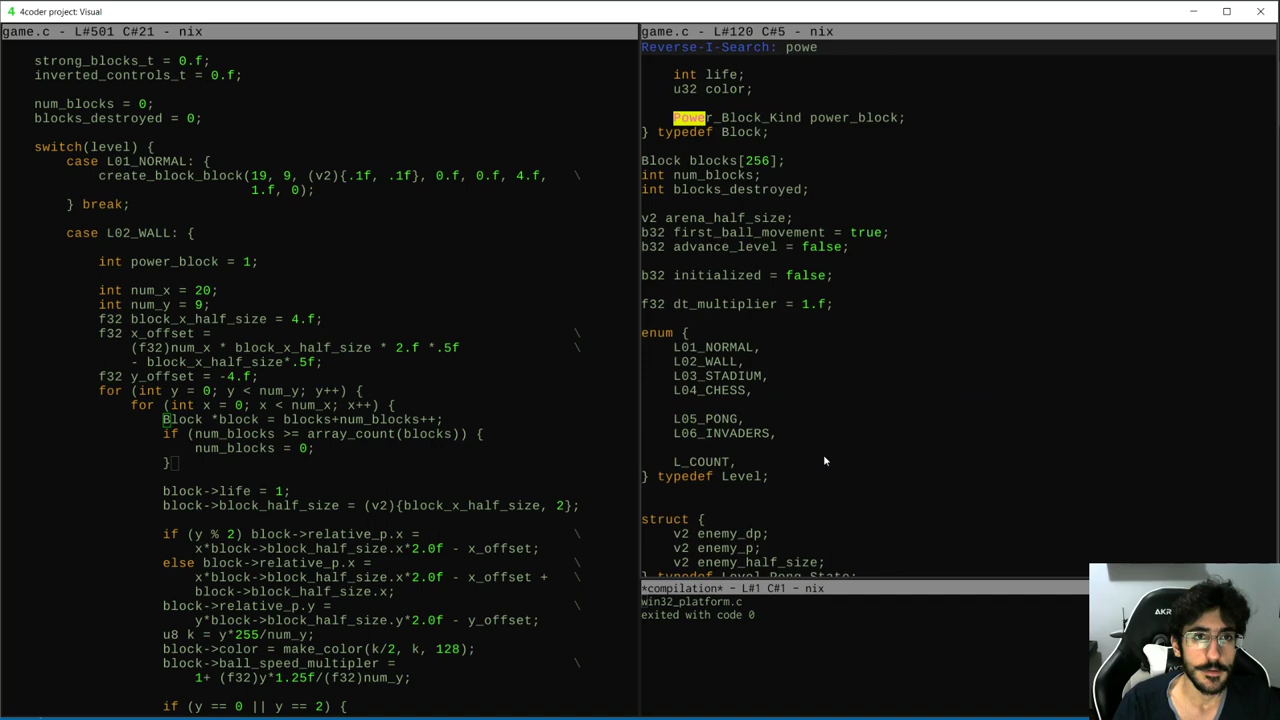 4coder project: Visual
game.c - L#501 C#21 - nix
strong_blocks_t = 0.f;
inverted_controls_t = 0.f;
num_blocks = 0;
blocks_destroyed = 0;
switch(level) {
case L01_NORMAL: {
create_block_block(19, 9, (v2){.1f, .1f}, 0.f, 0.f, 4.f, \
1.f, 0);
} break;
case L02_WALL: {
int power_block = 1;
int num_x = 20;
int num_y = 9;
f32 block_x_half_size = 4.f;
f32 x_offset = \
(f32)num_x * block_x_half_size * 2.f *.5f \
- block_x_half_size*.5f;
f32 y_offset = -4.f;
for (int y = 0; y < num_y; y++) {
for (int x = 0; x < num_x; x++) {
Block *block = blocks+num_blocks++;
if (num_blocks >= array_count(blocks)) {
num_blocks = 0;
}
block->life = 1;
block->block_half_size = (v2){block_x_half_size, 2};
if (y % 2) block->relative_p.x = \
x*block->block_half_size.x*2.0f - x_offset;
else block->relative_p.x = \
x*block->block_half_size.x*2.0f - x_offset + \
block->block_half_size.x;
block->relative_p.y = \
y*block->block_half_size.y*2.0f - y_offset;
u8 k = y*255/num_y;
block->color = make_color(k/2, k, 128);
block->ball_speed_multipler = \
1+ (f32)y*1.25f/(f32)num_y;
if (y == 0 || y == 2) {
game.c - L#120 C#5 - nix
Reverse-I-Search: powe
int life;
u32 color;
Power_Block_Kind power_block;
} typedef Block;
Block blocks[256];
int num_blocks;
int blocks_destroyed;
v2 arena_half_size;
b32 first_ball_movement = true;
b32 advance_level = false;
b32 initialized = false;
f32 dt_multiplier = 1.f;
enum {
L01_NORMAL,
L02_WALL,
L03_STADIUM,
L04_CHESS,
L05_PONG,
L06_INVADERS,
L_COUNT,
} typedef Level;
struct {
v2 enemy_dp;
v2 enemy_p;
v2 enemy_half_size;
} typedef Level_Pong_State;
*compilation* - L#1 C#1 - nix
win32_platform.c
exited with code 0